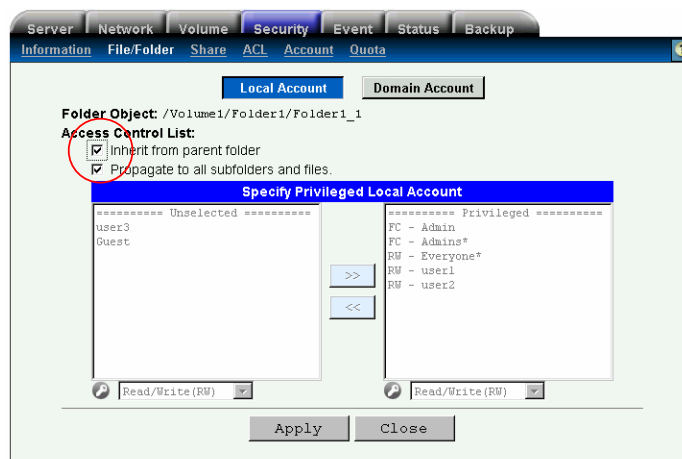 Server Network Volume Security Event Status Backup
Information File/Folder Share ACL Account Quota
Local Account Domain Account
Folder Object: /Volume1/Folder1/Folder1_1
Access Control List:
Inherit from parent folder
Propagate to all subfolders and files.
Specify Privileged Local Account
========== Unselected ==========
user3
Guest
========== Privileged ==========
FC - Admin
FC - Admins*
RW - Everyone*
RW - user1
RW - user2
>>
<<
Read/Write(RW) Read/Write(RW)
Apply Close